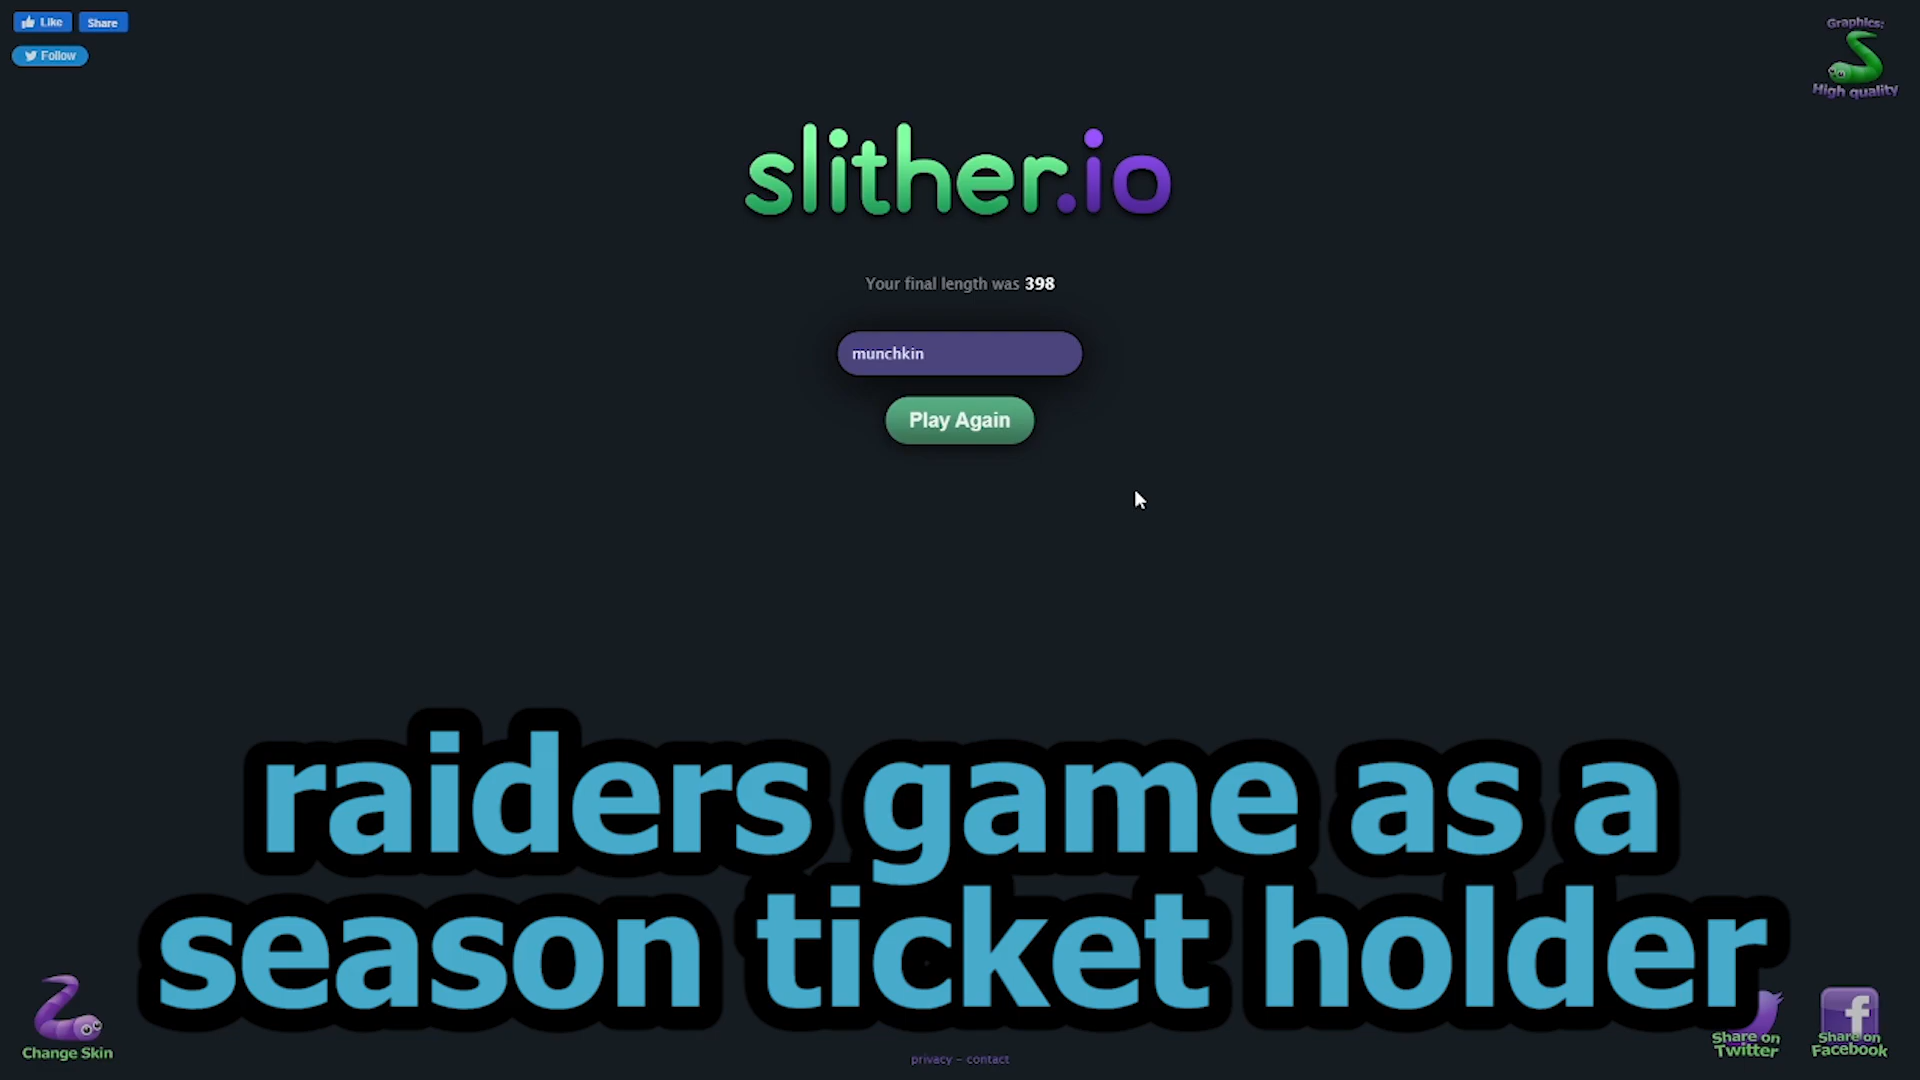 Like Share
Follow
Graphics:
High quality
slither.io
Your final length was 398
munchkin
Play Again
raiders game as a
season ticket holder
Change Skin
privacy - contact
Share on
Twitter
Share on
Facebook